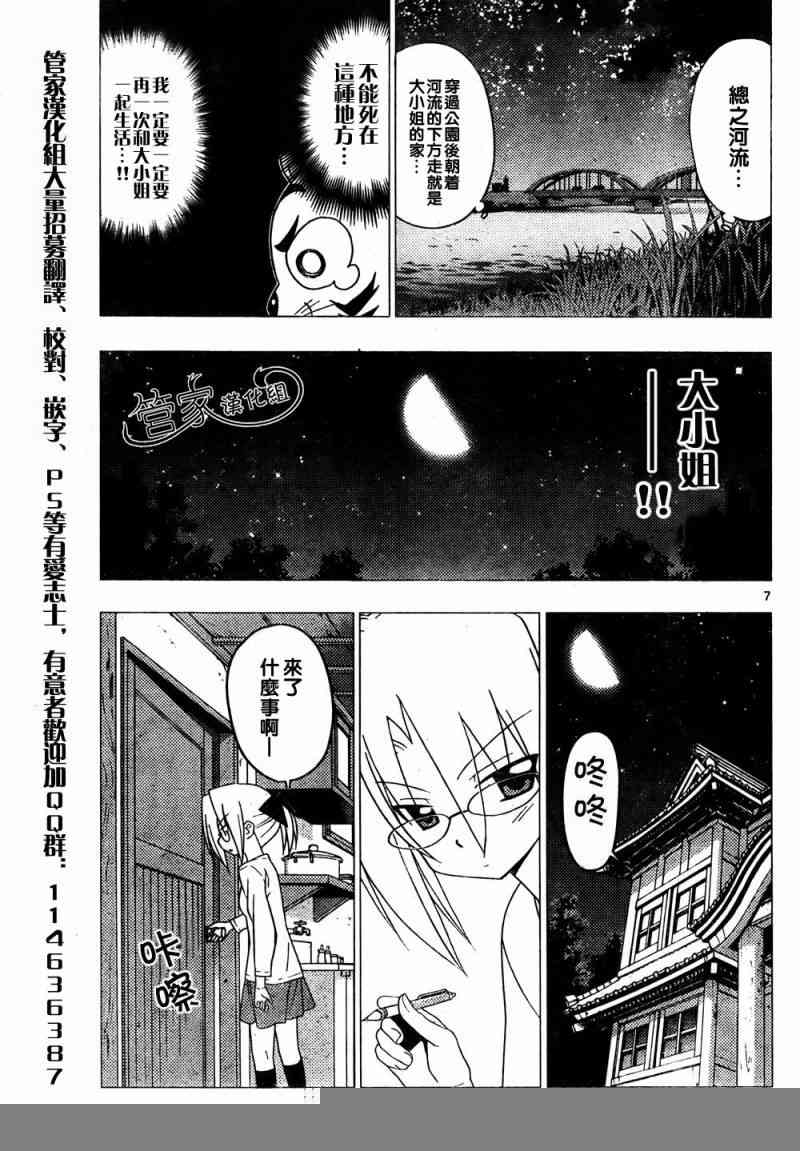 總之河流…
穿過公園後朝着
河流的下方走就是
大小姐的家…
不能死在
這種地方…
我一定要一定要
再一次和大小姐
一起生活…!!
大小姐
——!!
管家漢化組
7
咚咚
來了
什麼事啊—
咔嚓
管家漢化組大量招募翻譯、校對、嵌字、PS等有愛志士，有意者歡迎加QQ群：114636387